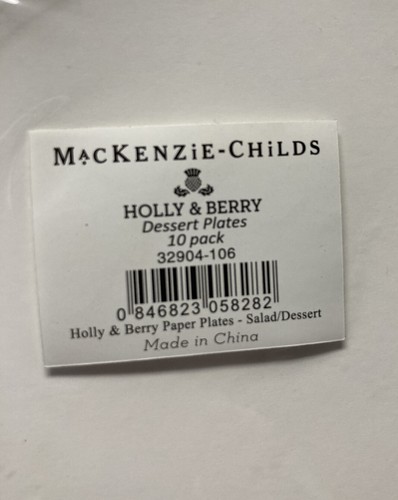 MacKENZiE-CHiLDS
HOLLY & BERRY
Dessert Plates
10 pack
32904-106
0 846823 058282
Holly & Berry Paper Plates - Salad/Dessert
Made in China